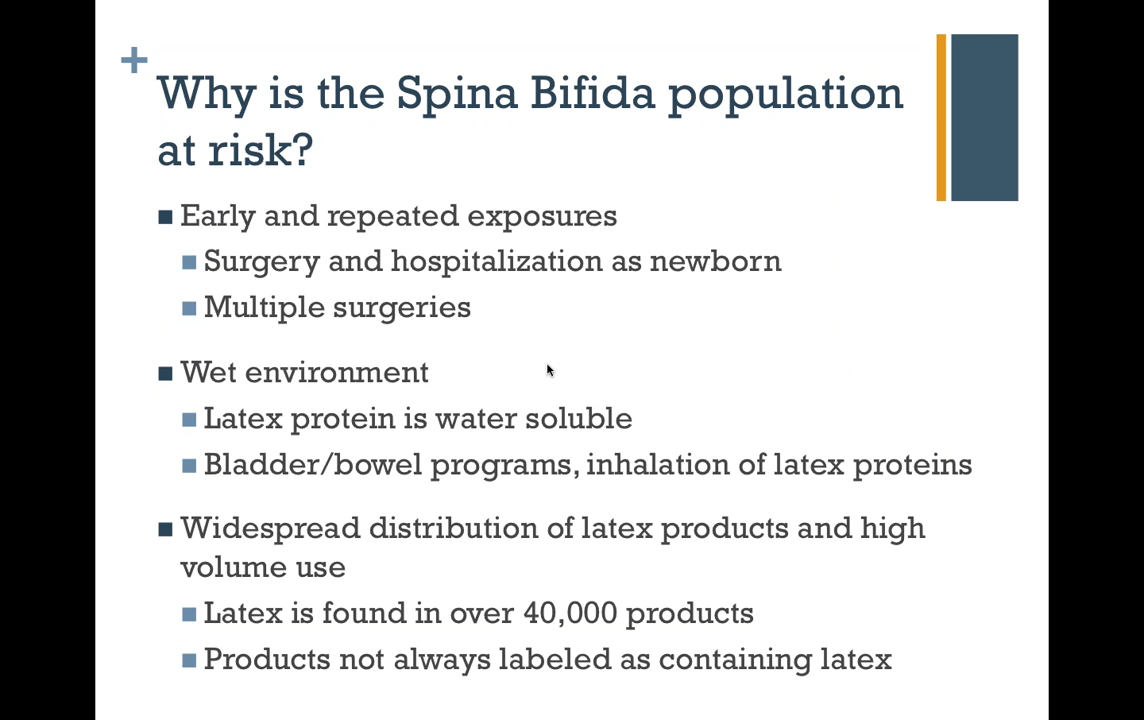 +
Why is the Spina Bifida population
at risk?
Early and repeated exposures
Surgery and hospitalization as newborn
Multiple surgeries
Wet environment
Latex protein is water soluble
Bladder/bowel programs, inhalation of latex proteins
Widespread distribution of latex products and high
volume use
Latex is found in over 40,000 products
Products not always labeled as containing latex